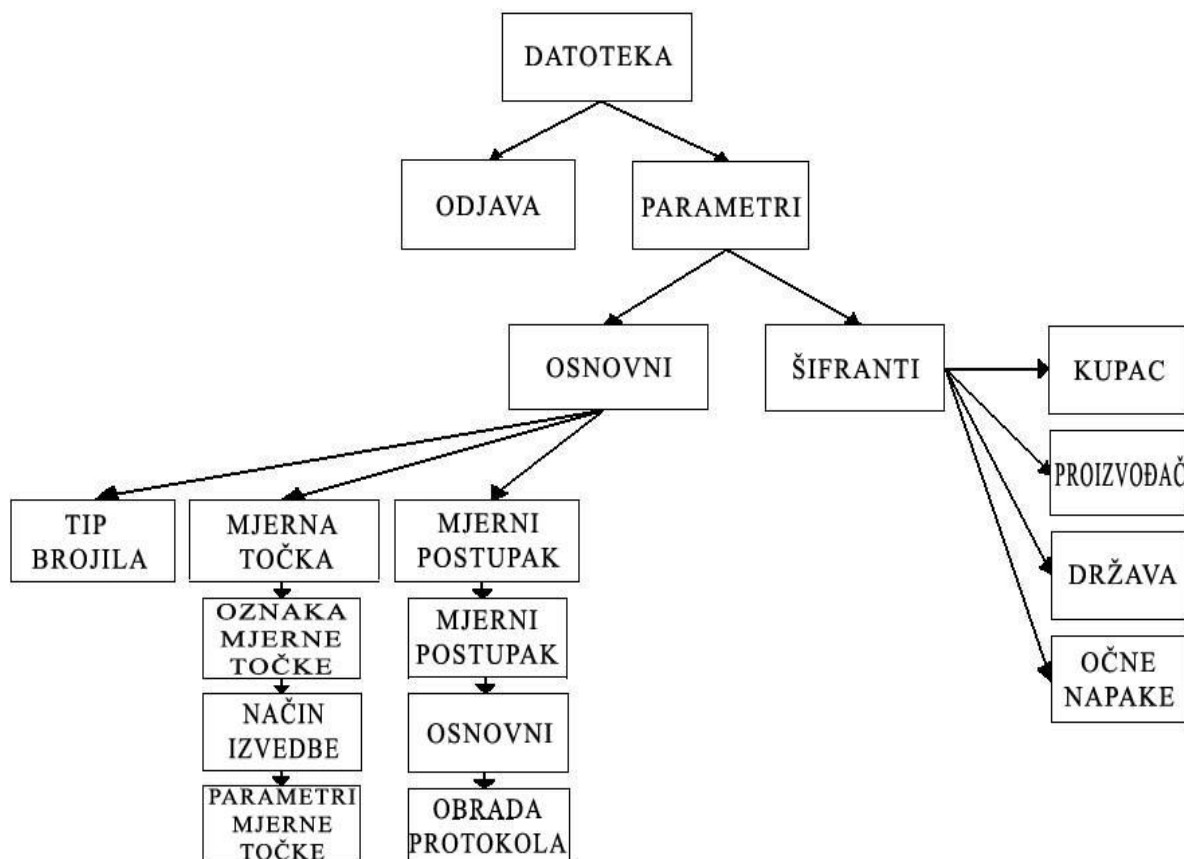 DATOTEKA
ODJAVA
PARAMETRI
OSNOVNI
ŠIFRANTI
KUPAC
PROIZVOĐAČ
DRŽAVA
OČNE
NAPAKE
TIP
BROJILA
MJERNA
TOČKA
OZNAKA
MJERNE
TOČKE
NAČIN
IZVEDBE
PARAMETRI
MJERNE
TOČKE
MJERNI
POSTUPAK
MJERNI
POSTUPAK
OSNOVNI
OBRADA
PROTOKOLA